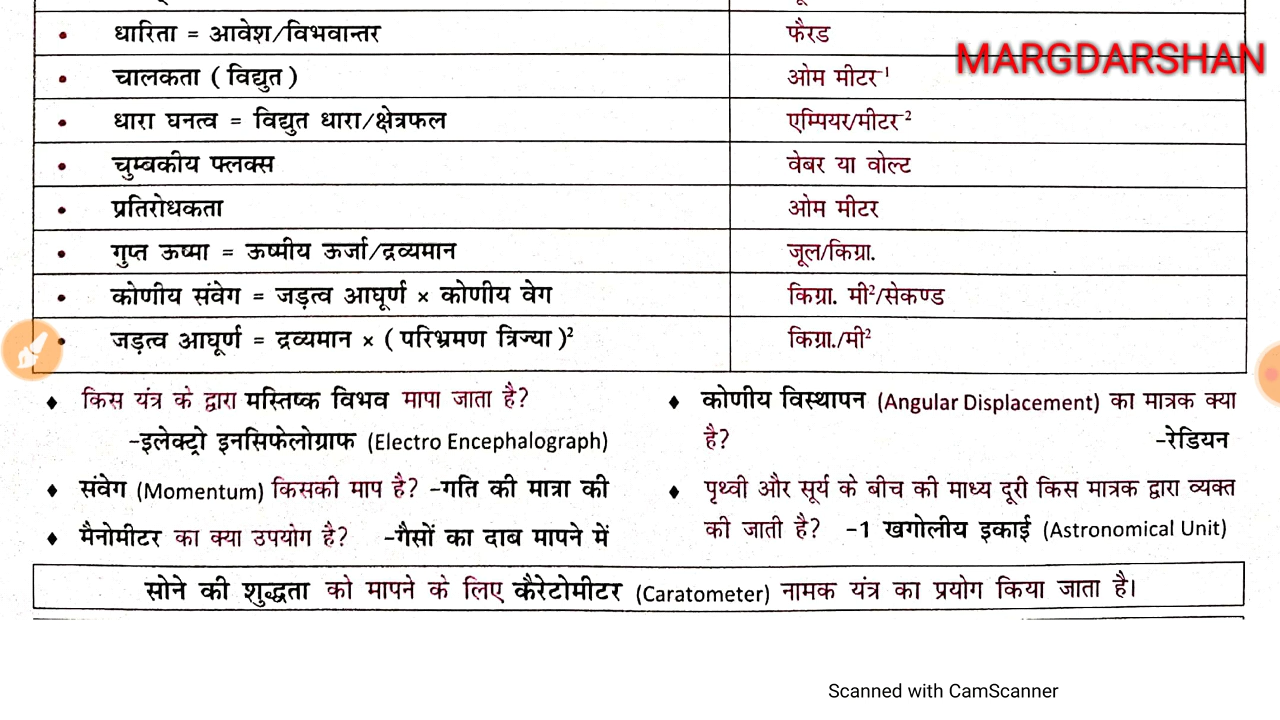 • धारिता = आवेश/विभवान्तर फैरड
MARGDARSHAN
• चालकता ( विद्युत ) ओम मीटर⁻¹
• धारा घनत्व = विद्युत धारा/क्षेत्रफल एम्पियर/मीटर⁻²
• चुम्बकीय फ्लक्स वेबर या वोल्ट
• प्रतिरोधकता ओम मीटर
• गुप्त ऊष्मा = ऊष्मीय ऊर्जा/द्रव्यमान जूल/किग्रा.
• कोणीय संवेग = जड़त्व आघूर्ण × कोणीय वेग किग्रा. मी²/सेकण्ड
• जड़त्व आघूर्ण = द्रव्यमान × ( परिभ्रमण त्रिज्या )² किग्रा./मी²
♦ किस यंत्र के द्वारा मस्तिष्क विभव मापा जाता है?
-इलेक्ट्रो इनसिफेलोग्राफ (Electro Encephalograph)
♦ संवेग (Momentum) किसकी माप है? -गति की मात्रा की
♦ मैनोमीटर का क्या उपयोग है? -गैसों का दाब मापने में
♦ कोणीय विस्थापन (Angular Displacement) का मात्रक क्या
है? -रेडियन
♦ पृथ्वी और सूर्य के बीच की माध्य दूरी किस मात्रक द्वारा व्यक्त
की जाती है? -1 खगोलीय इकाई (Astronomical Unit)
सोने की शुद्धता को मापने के लिए कैरेटोमीटर (Caratometer) नामक यंत्र का प्रयोग किया जाता है।
Scanned with CamScanner